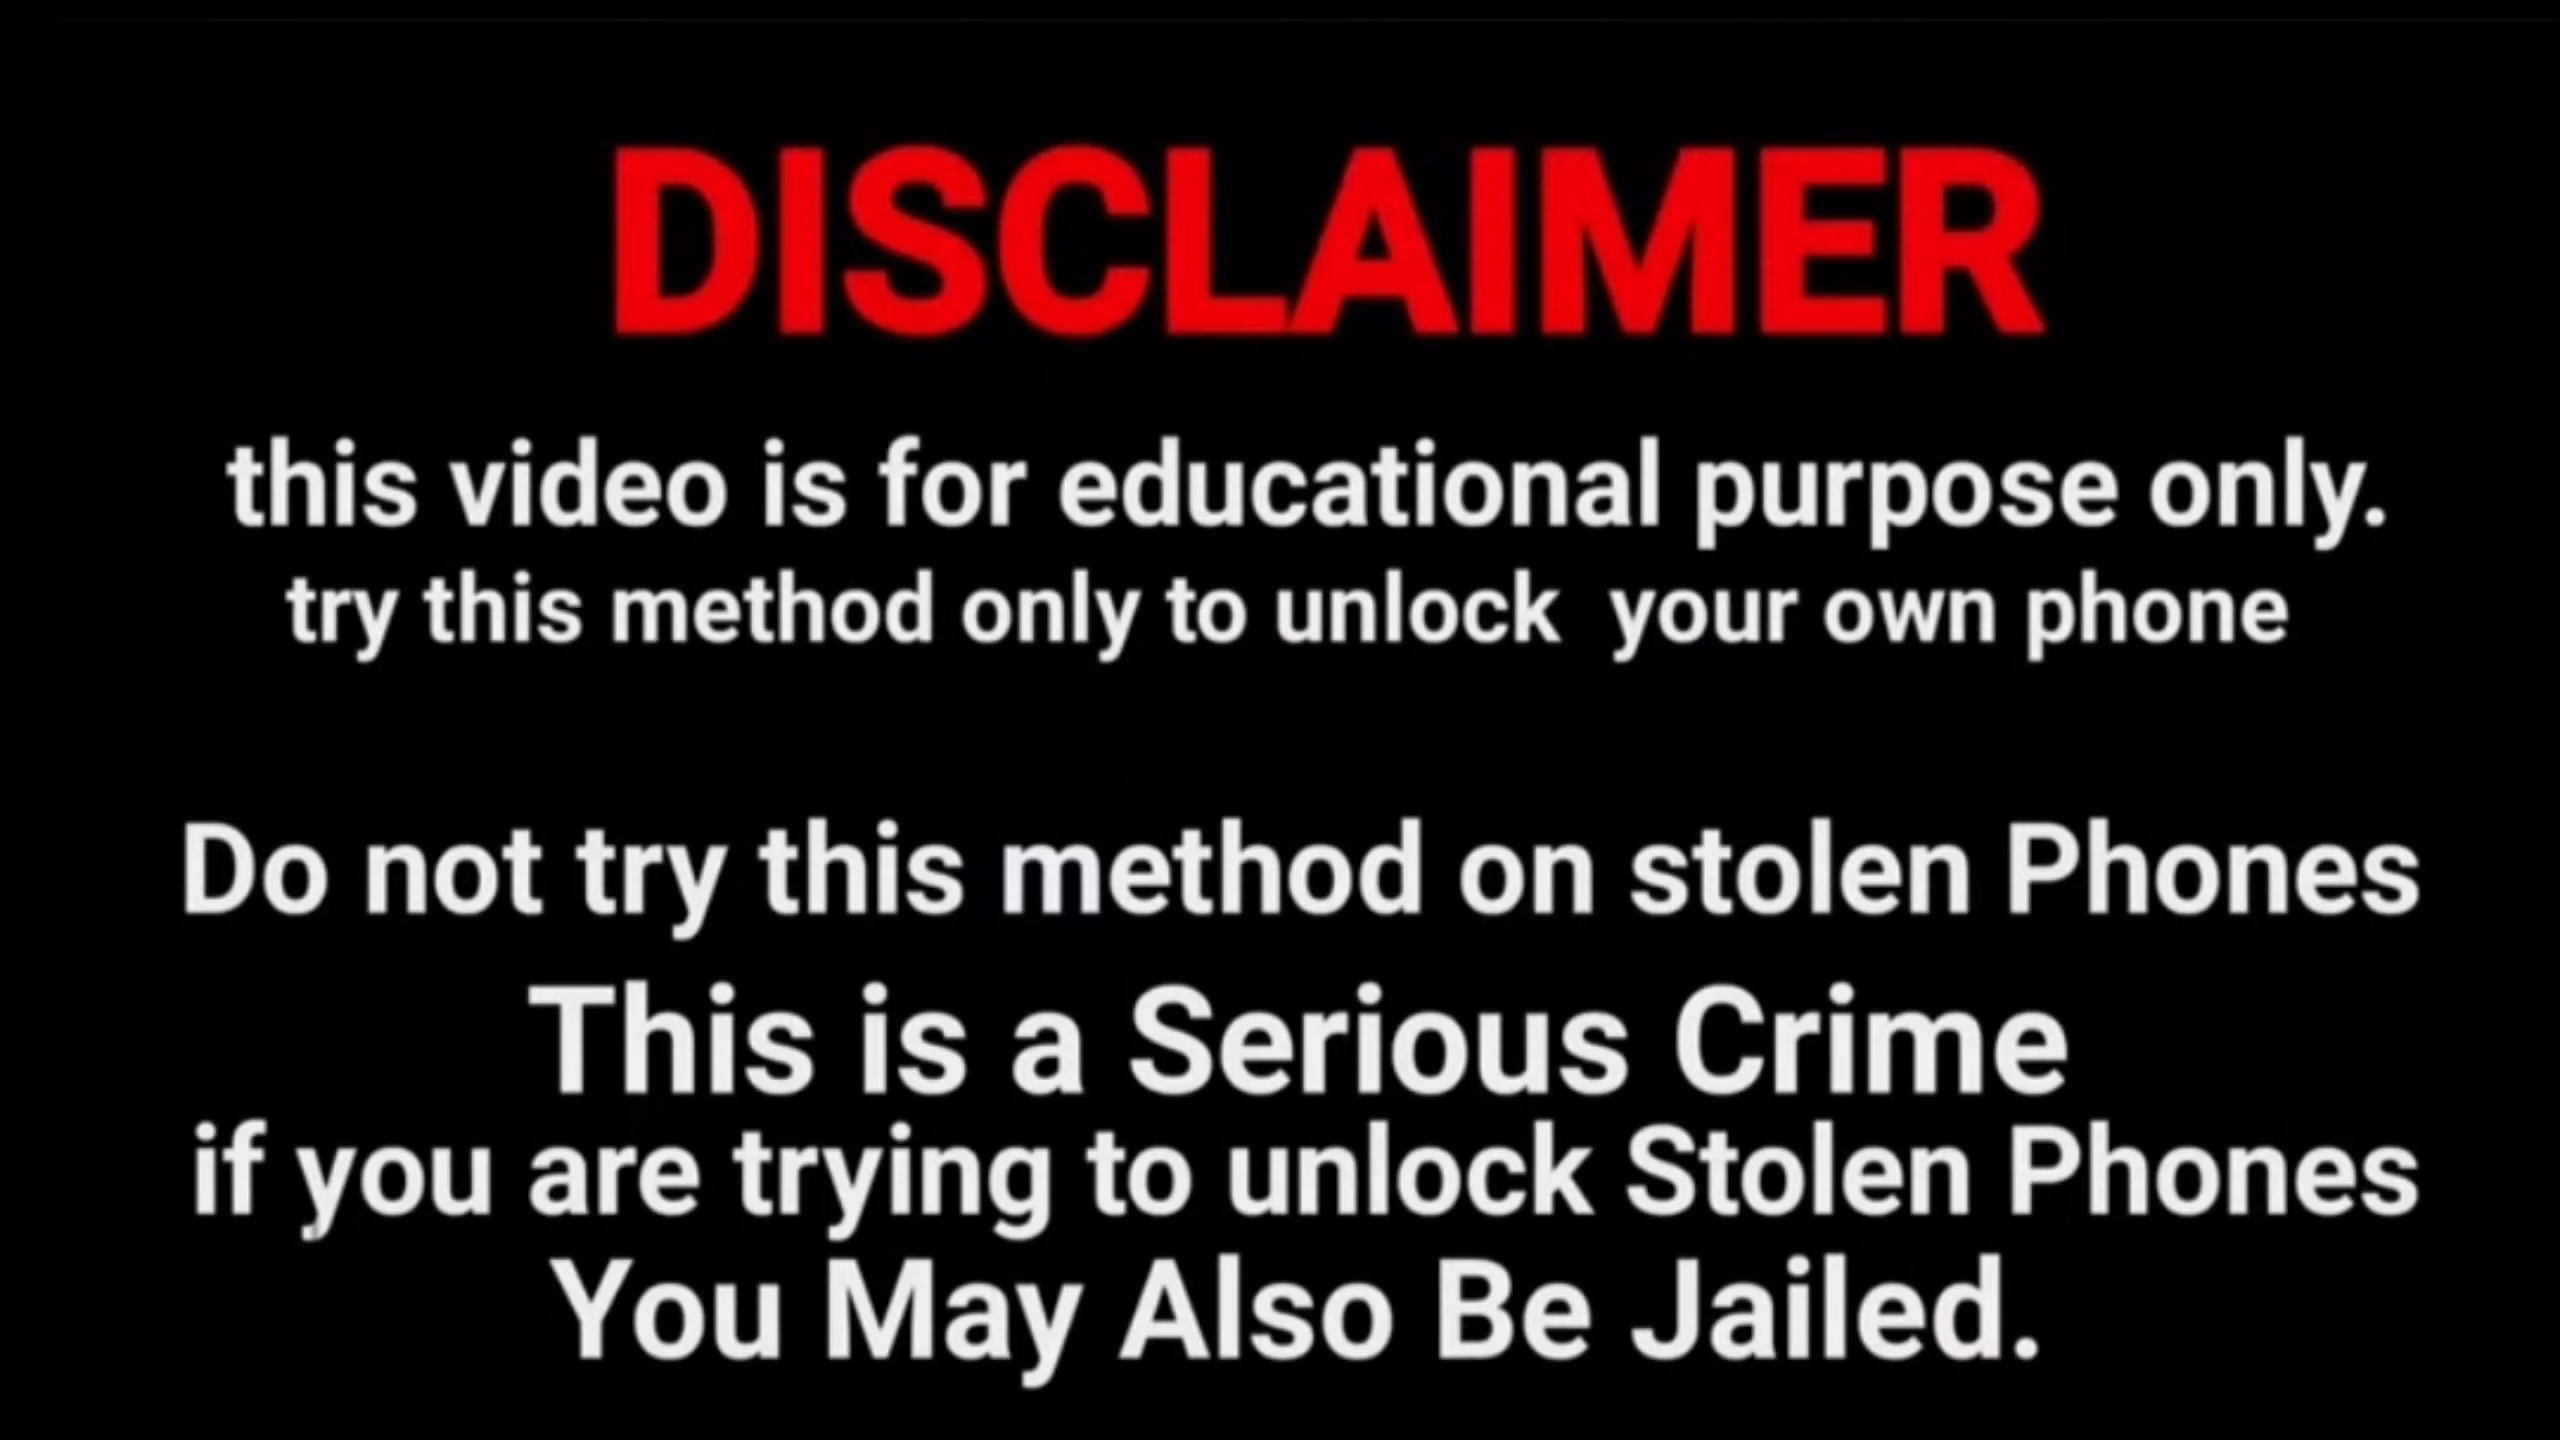 DISCLAIMER
this video is for educational purpose only.
try this method only to unlock  your own phone
Do not try this method on stolen Phones
This is a Serious Crime
if you are trying to unlock Stolen Phones
You May Also Be Jailed.